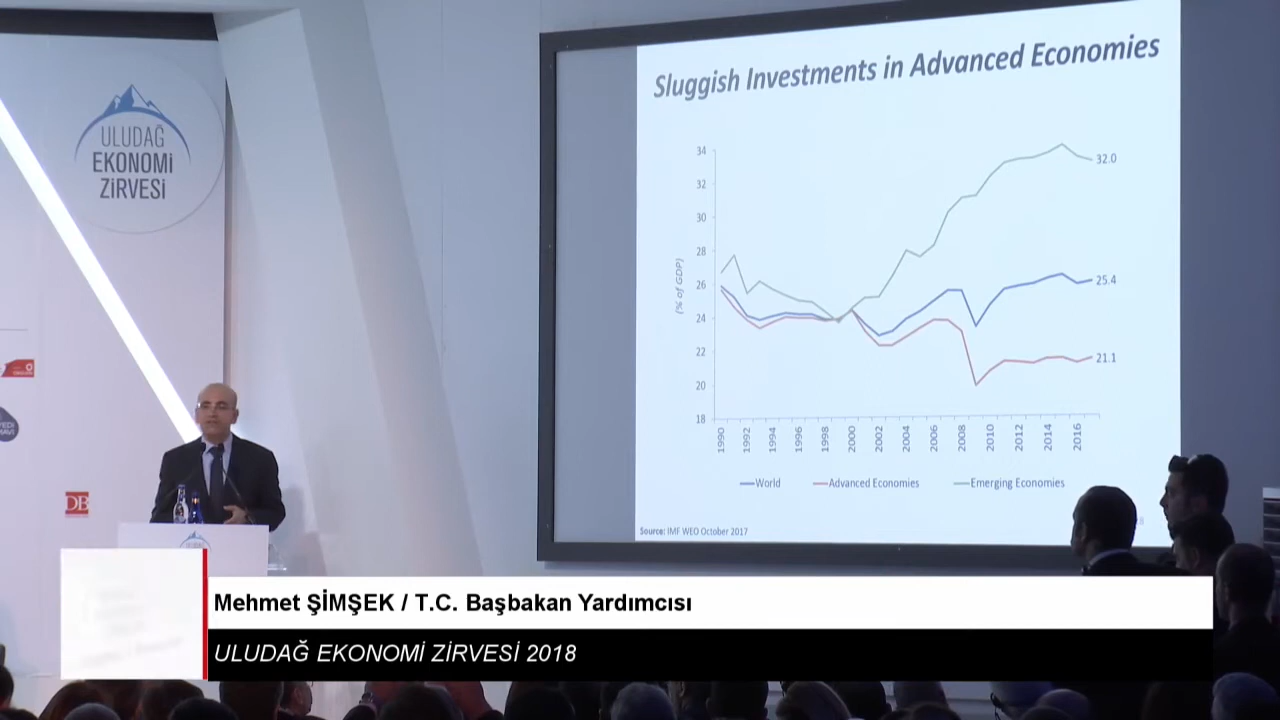 ULUDAĞ
EKONOMİ
ZİRVESİ
DB
Sluggish Investments in Advanced Economies
(% of GDP)
34
32
30
28
26
24
22
20
18
32.0
25.4
21.1
1990
1992
1994
1996
1998
2000
2002
2004
2006
2008
2010
2012
2014
2016
World
Advanced Economies
Emerging Economies
Source: IMF WEO October 2017
Mehmet ŞİMŞEK / T.C. Başbakan Yardımcısı
ULUDAĞ EKONOMİ ZİRVESİ 2018